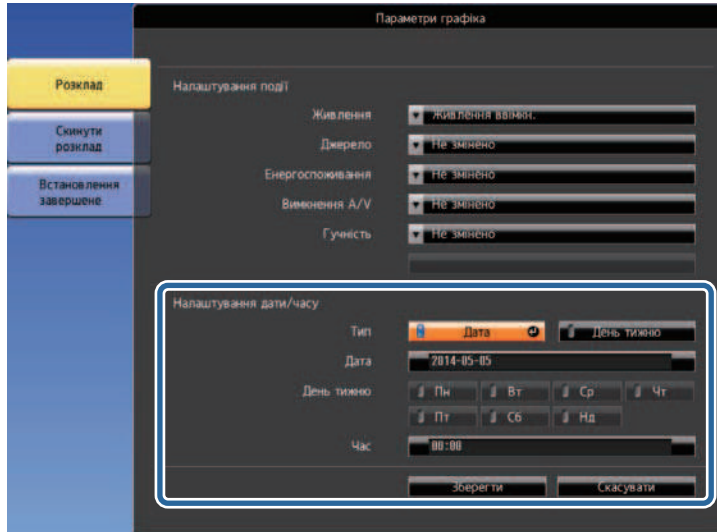 Параметри графіка
Розклад
Скинути
розклад
Встановлення
завершене
Налаштування події
Живлення
Живлення ввімкн.
Джерело
Не змінено
Енергоспоживання
Не змінено
Вимкнення A/V
Не змінено
Гучність
Не змінено
Налаштування дати/часу
Тип
Дата
День тижню
Дата
2014-05-05
День тижню
Пн
Вт
Ср
Чт
Пт
Сб
Нд
Час
00:00
Зберегти
Скасувати